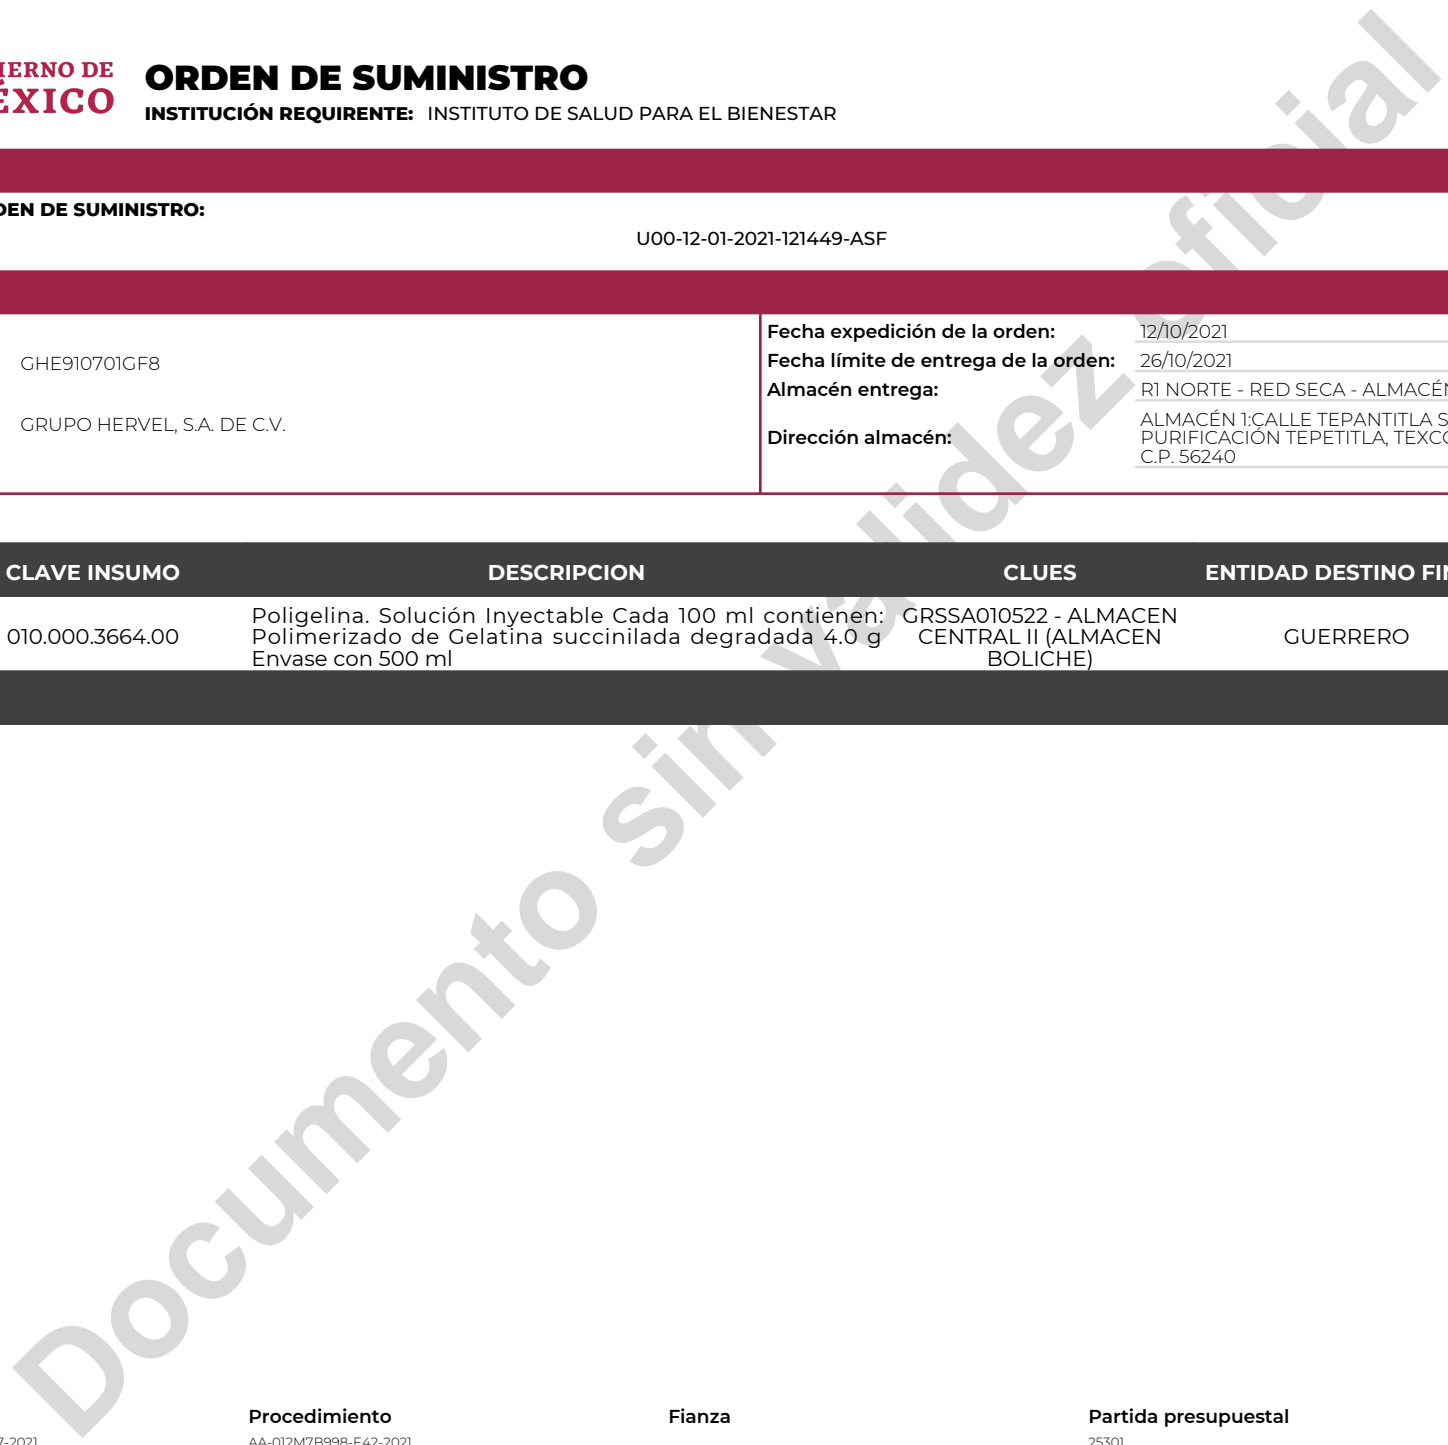 ORDEN DE SUMINISTRO
INSTITUCIÓN REQUIRENTE: INSTITUTO DE SALUD PARA EL BIENESTAR
IERNO DE
ÉXICO
DEN DE SUMINISTRO:
U00-12-01-2021-121449-ASF
GHE910701GF8
GRUPO HERVEL, S.A. DE C.V.
Fecha expedición de la orden: 12/10/2021
Fecha límite de entrega de la orden: 26/10/2021
Almacén entrega: R1 NORTE - RED SECA - ALMACÉN
Dirección almacén:
ALMACÉN 1:CALLE TEPANTITLA S
PURIFICACIÓN TEPETITLA, TEXCO
C.P. 56240
CLAVE INSUMO DESCRIPCION CLUES ENTIDAD DESTINO FIN
010.000.3664.00
Poligelina. Solución Inyectable Cada 100 ml contienen:
Polimerizado de Gelatina succinilada degradada 4.0 g
Envase con 500 ml
GRSSA010522 - ALMACEN
CENTRAL II (ALMACEN
BOLICHE)
GUERRERO
Documento sin validez oficial
Procedimiento Fianza Partida presupuestal
7-2021 AA-012M7B998-E42-2021 25301